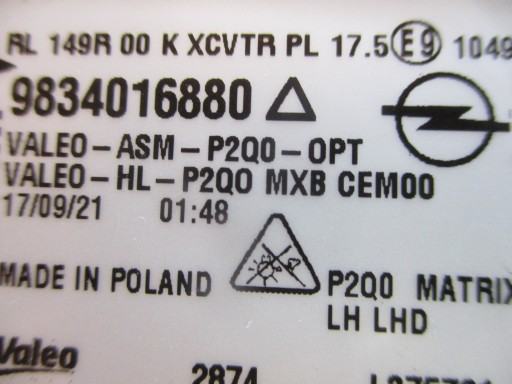 RL 149R 00 K XCVTR PL 17.5 E9 1049
9834016880
VALEO-ASM-P2Q0-OPT
VALEO-HL-P2Q0 MXB CEM00
17/09/21 01:48
MADE IN POLAND
P2Q0 MATRIX
LH LHD
Valeo 2874